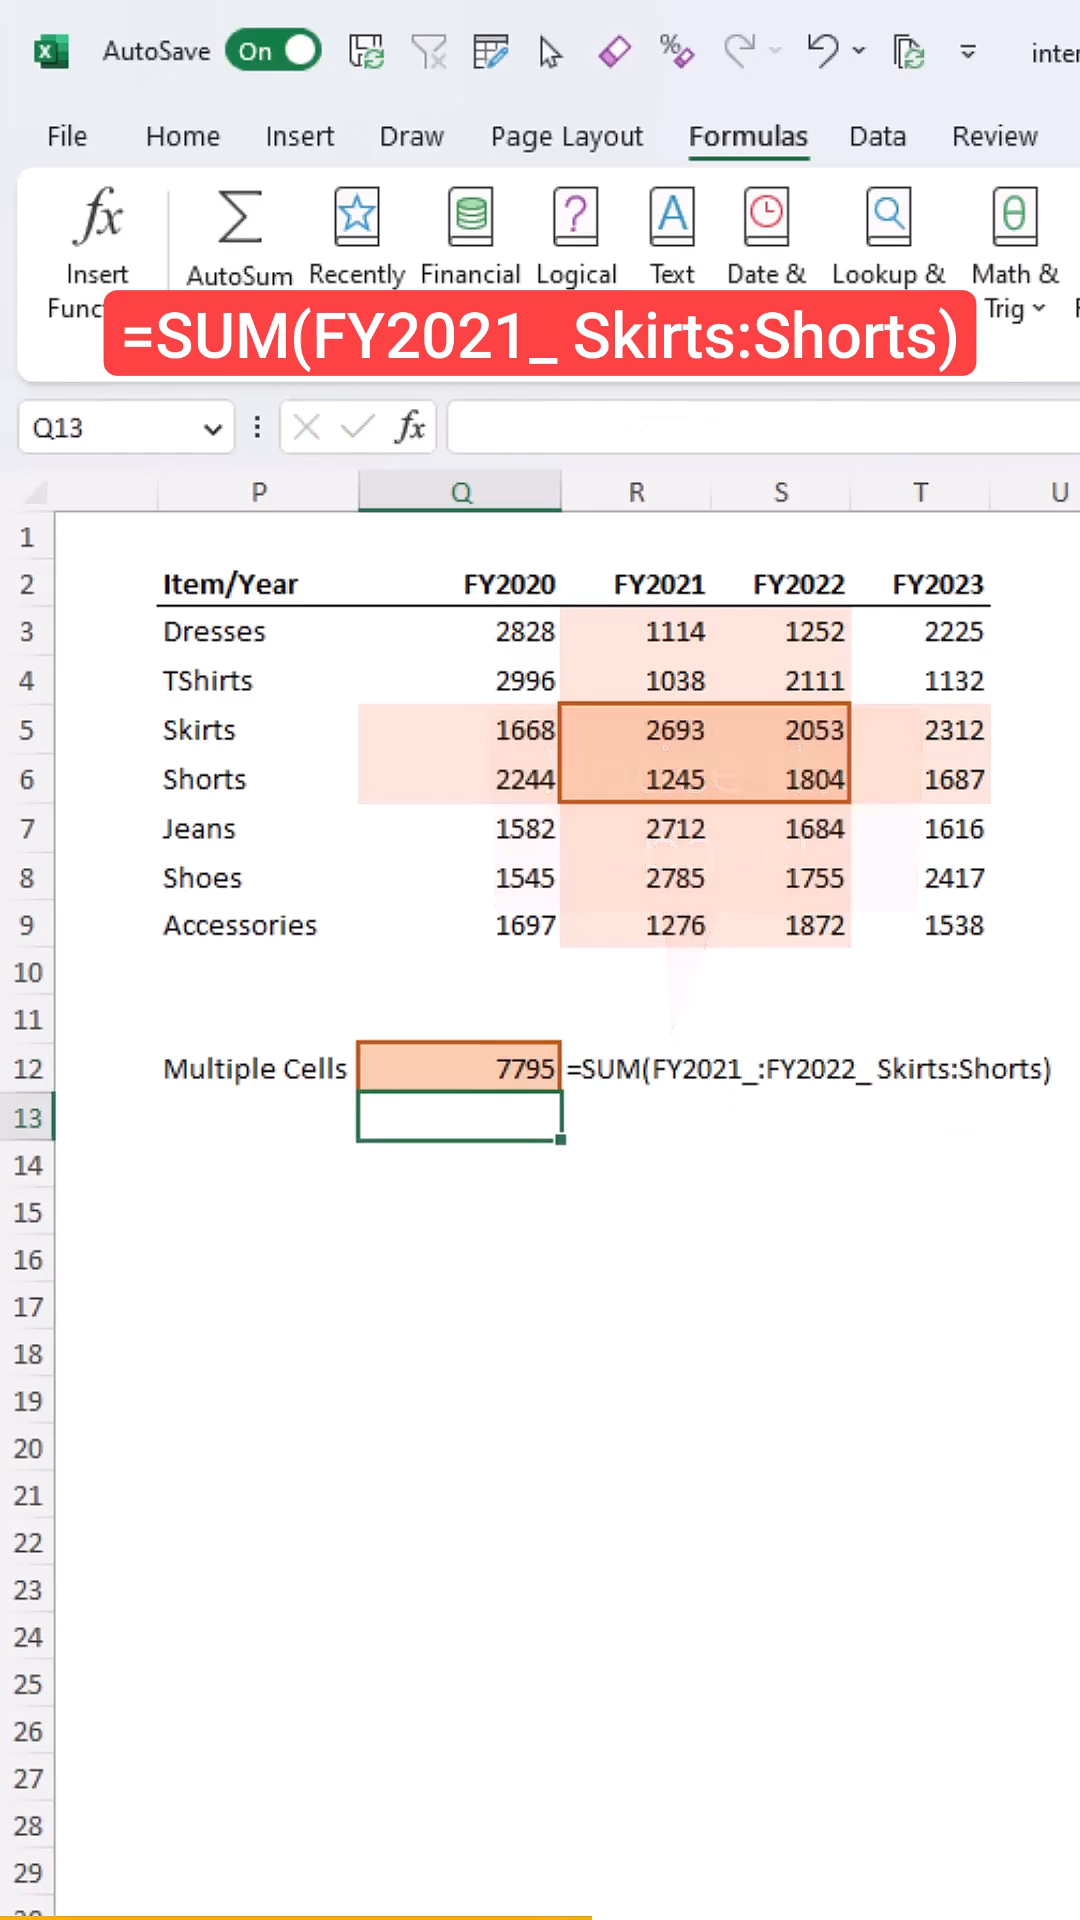 AutoSave On inter
File Home Insert Draw Page Layout Formulas Data Review
fx
Insert AutoSum Recently Financial Logical Text Date & Lookup & Math &
Func Trig
=SUM(FY2021_ Skirts:Shorts)
Q13 fx
P Q R S T U
1
2 Item/Year FY2020 FY2021 FY2022 FY2023
3 Dresses 2828 1114 1252 2225
4 TShirts 2996 1038 2111 1132
5 Skirts 1668 2693 2053 2312
6 Shorts 2244 1245 1804 1687
7 Jeans 1582 2712 1684 1616
8 Shoes 1545 2785 1755 2417
9 Accessories 1697 1276 1872 1538
10
11
12 Multiple Cells 7795 =SUM(FY2021_:FY2022_ Skirts:Shorts)
13
14
15
16
17
18
19
20
21
22
23
24
25
26
27
28
29